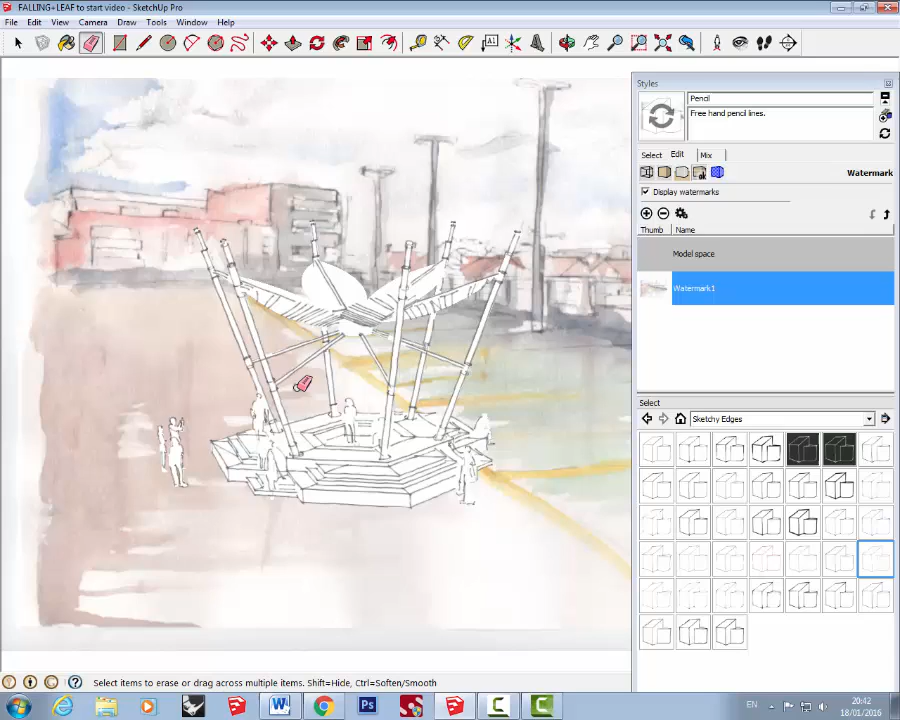 FALLING+LEAF to start video - SketchUp Pro
File Edit View Camera Draw Tools Window Help
Styles
Pencil
Free hand pencil lines.
Select Edit Mix
Watermark
Display watermarks
Thumb Name
Model space
Watermark1
Select
Sketchy Edges
Select items to erase or drag across multiple items. Shift=Hide, Ctrl=Soften/Smooth
EN
20:42
18/01/2016